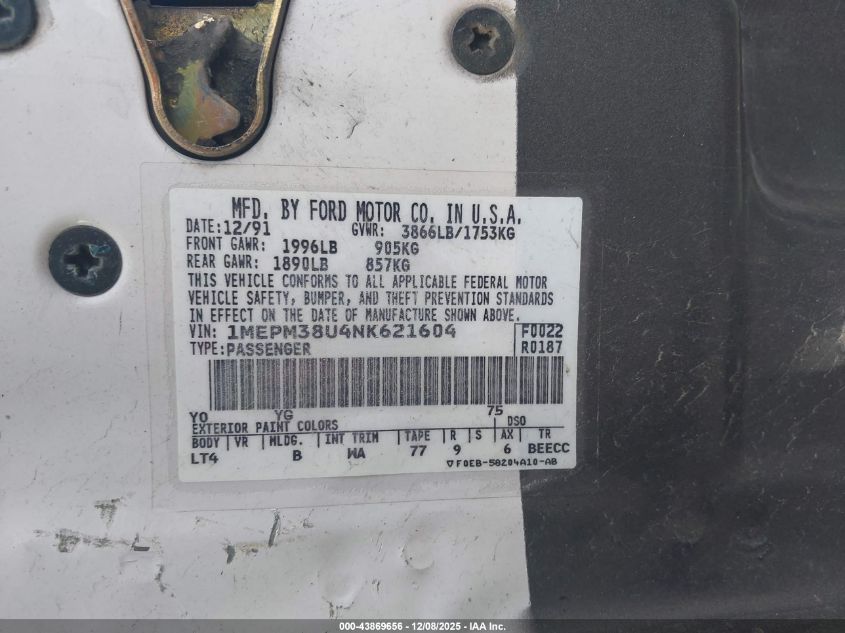 MFD. BY FORD MOTOR CO. IN U.S.A.
DATE: 12/91 GVWR: 3866LB/1753KG
FRONT GAWR: 1996LB 905KG
REAR GAWR: 1890LB 857KG
THIS VEHICLE CONFORMS TO ALL APPLICABLE FEDERAL MOTOR
VEHICLE SAFETY, BUMPER, AND THEFT PREVENTION STANDARDS
IN EFFECT ON THE DATE OF MANUFACTURE SHOWN ABOVE.
VIN: 1MEPM38U4NK621604 F0022
TYPE: PASSENGER R0187
YO YG 75
EXTERIOR PAINT COLORS DSO
BODY VR MLDG. INT TRIM TAPE R S AX TR
LT4 B WA 77 9 6 BEECC
F0EB-58204A10-AB
000-43869656 - 12/08/2025 - IAA Inc.